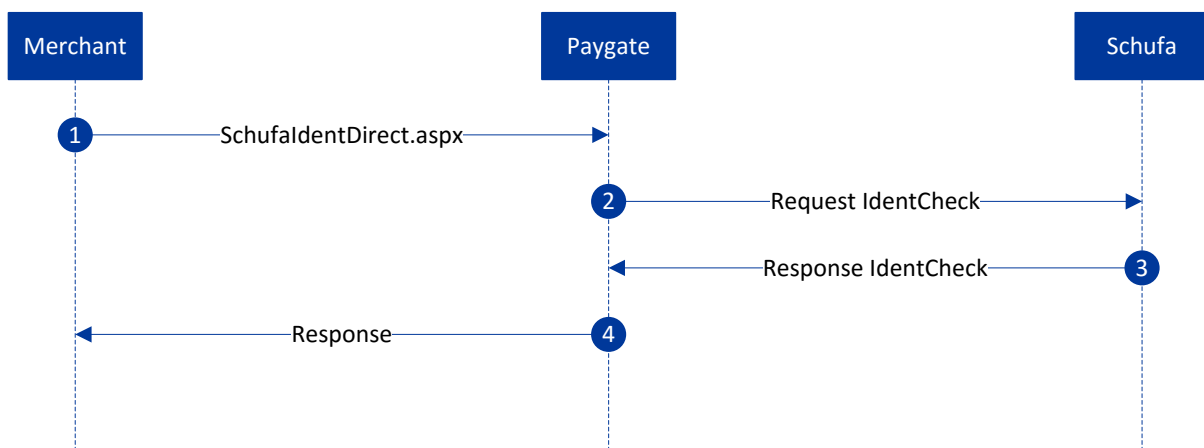 Merchant
Paygate
Schufa
1
SchufaIdentDirect.aspx
2
Request IdentCheck
Response IdentCheck
3
Response
4